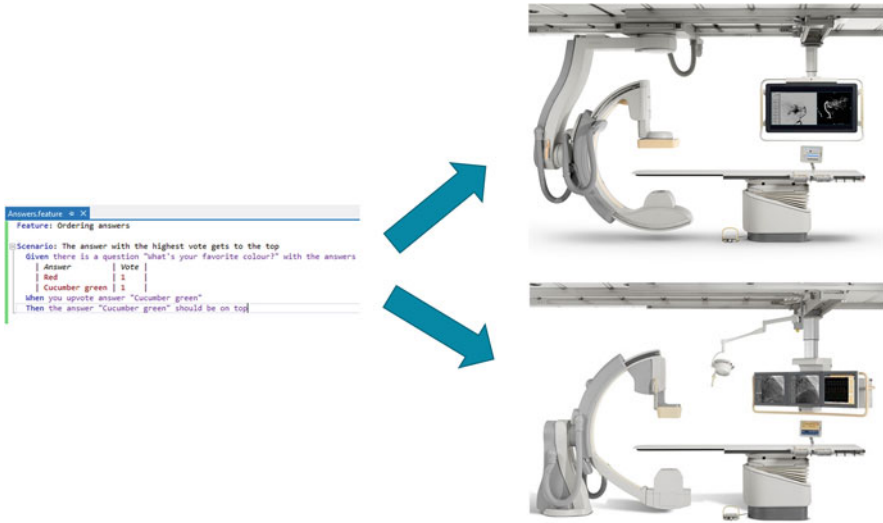 Answers.feature
Feature: Ordering answers
Scenario: The answer with the highest vote gets to the top
Given there is a question "What's your favorite colour?" with the answers
| Answer | Vote |
| Red | 1 |
| Cucumber green | 1 |
When you upvote answer "Cucumber green"
Then the answer "Cucumber green" should be on top